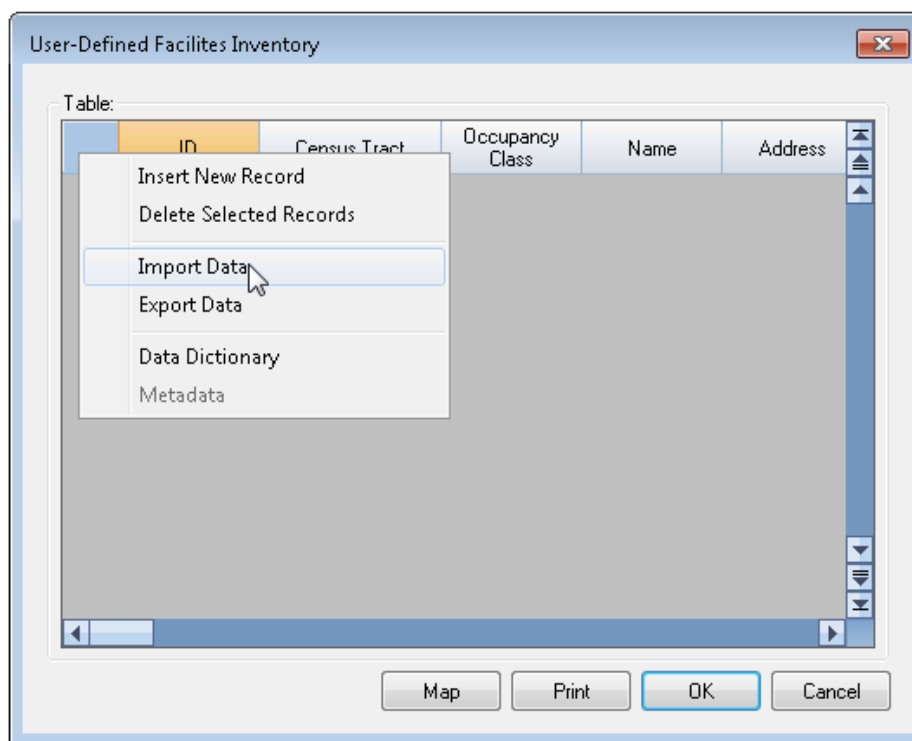 User-Defined Facilites Inventory
Table:
ID Census Tract Occupancy Class Name Address
Insert New Record
Delete Selected Records
Import Data
Export Data
Data Dictionary
Metadata
Map Print OK Cancel